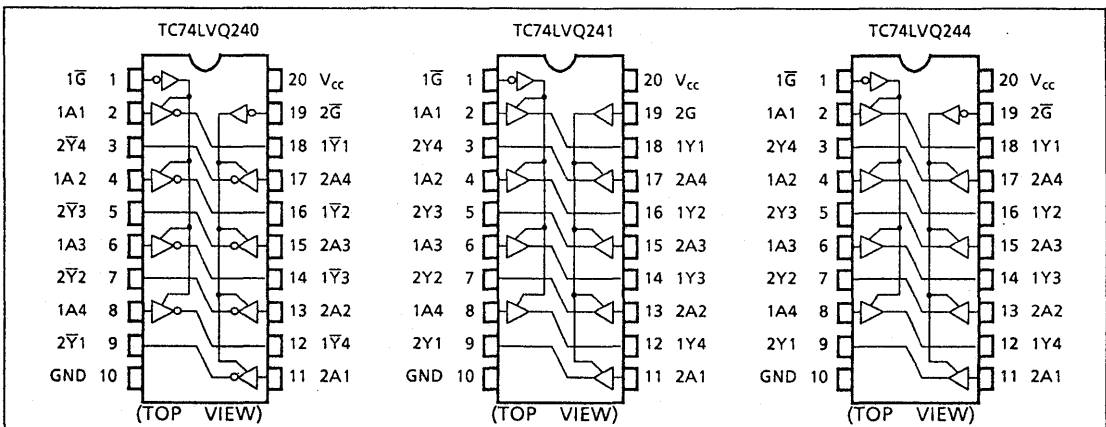 TC74LVQ240
1G̅ 1 20 Vcc
1A1 2 19 2G̅
2Y̅4 3 18 1Y̅1
1A2 4 17 2A4
2Y̅3 5 16 1Y̅2
1A3 6 15 2A3
2Y̅2 7 14 1Y̅3
1A4 8 13 2A2
2Y̅1 9 12 1Y̅4
GND 10 11 2A1
(TOP VIEW)
TC74LVQ241
1G̅ 1 20 Vcc
1A1 2 19 2G
2Y4 3 18 1Y1
1A2 4 17 2A4
2Y3 5 16 1Y2
1A3 6 15 2A3
2Y2 7 14 1Y3
1A4 8 13 2A2
2Y1 9 12 1Y4
GND 10 11 2A1
(TOP VIEW)
TC74LVQ244
1G̅ 1 20 Vcc
1A1 2 19 2G̅
2Y4 3 18 1Y1
1A2 4 17 2A4
2Y3 5 16 1Y2
1A3 6 15 2A3
2Y2 7 14 1Y3
1A4 8 13 2A2
2Y1 9 12 1Y4
GND 10 11 2A1
(TOP VIEW)